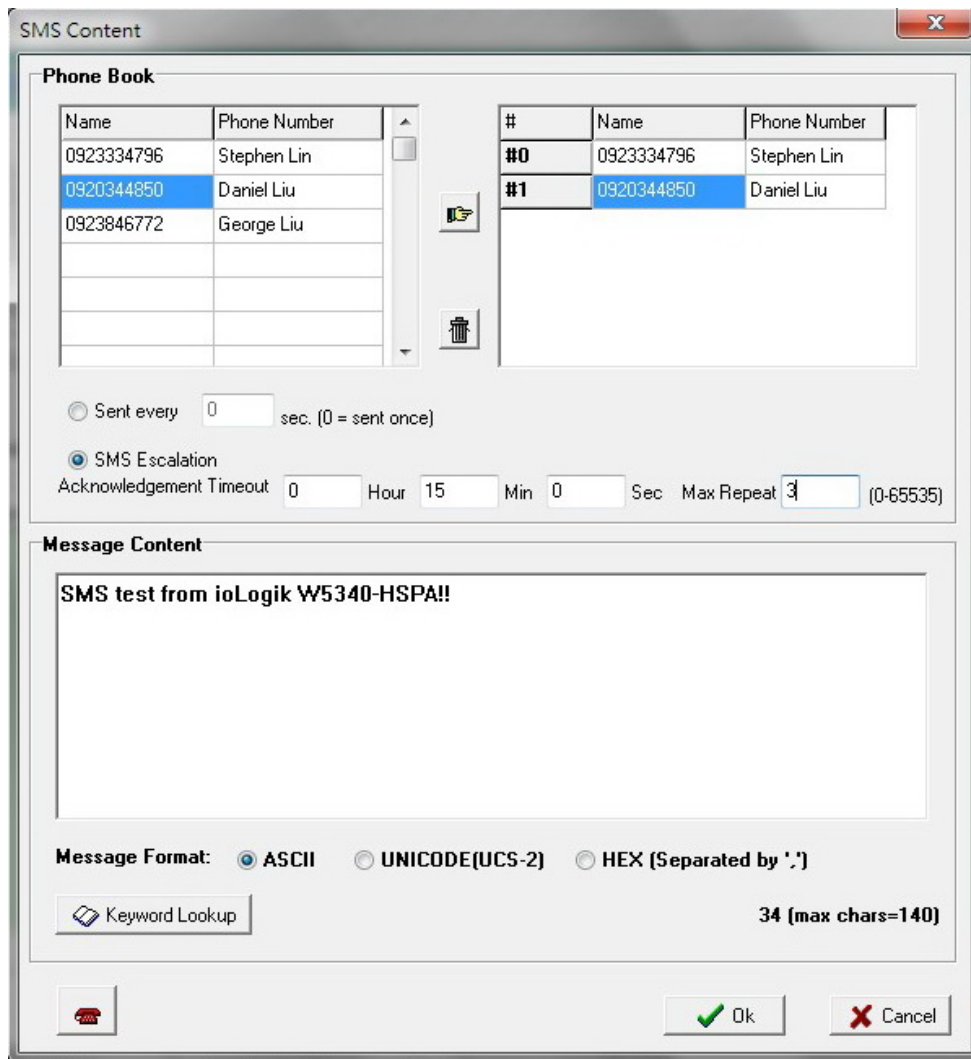 SMS Content
Phone Book
Name Phone Number
0923334796 Stephen Lin
0920344850 Daniel Liu
0923846772 George Liu
# Name Phone Number
#0 0923334796 Stephen Lin
#1 0920344850 Daniel Liu
Sent every 0 sec. (0 = sent once)
SMS Escalation
Acknowledgement Timeout 0 Hour 15 Min 0 Sec Max Repeat 3 (0-65535)
Message Content
SMS test from ioLogik W5340-HSPA!!
Message Format: ASCII UNICODE(UCS-2) HEX (Separated by ',')
Keyword Lookup 34 (max chars=140)
Ok Cancel